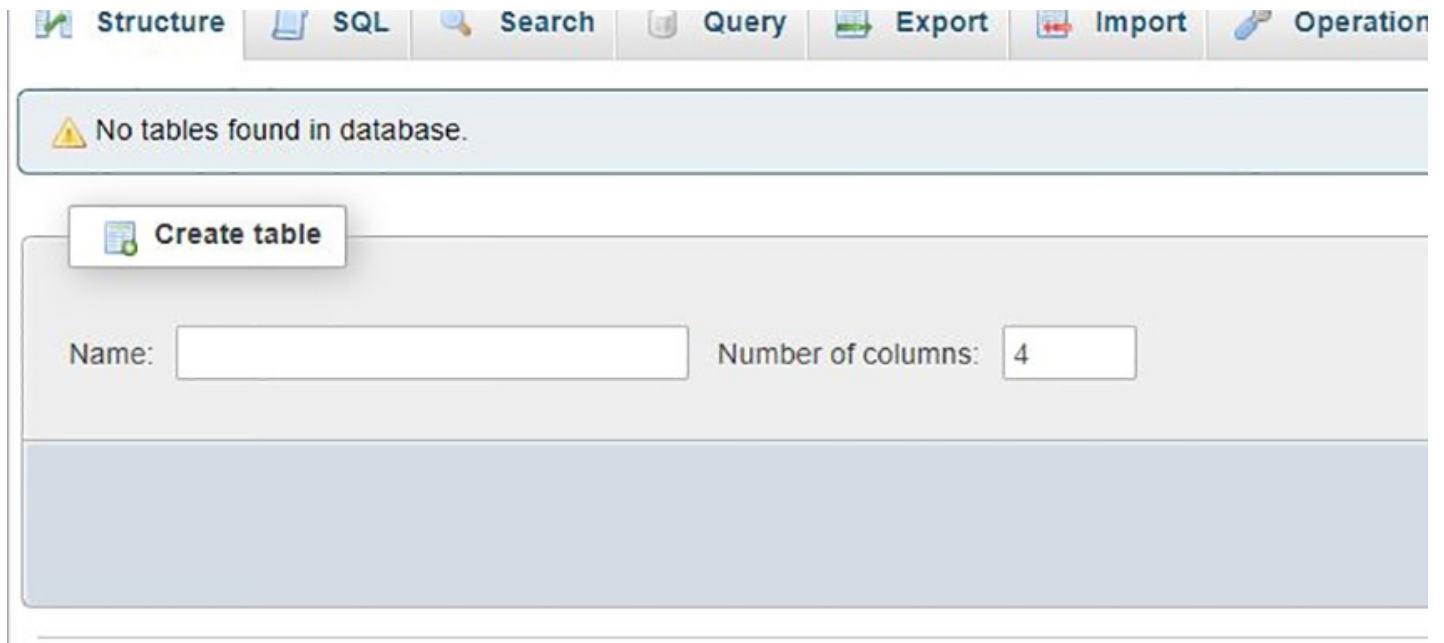 Structure SQL Search Query Export Import Operation
No tables found in database.
Create table
Name: Number of columns: 4